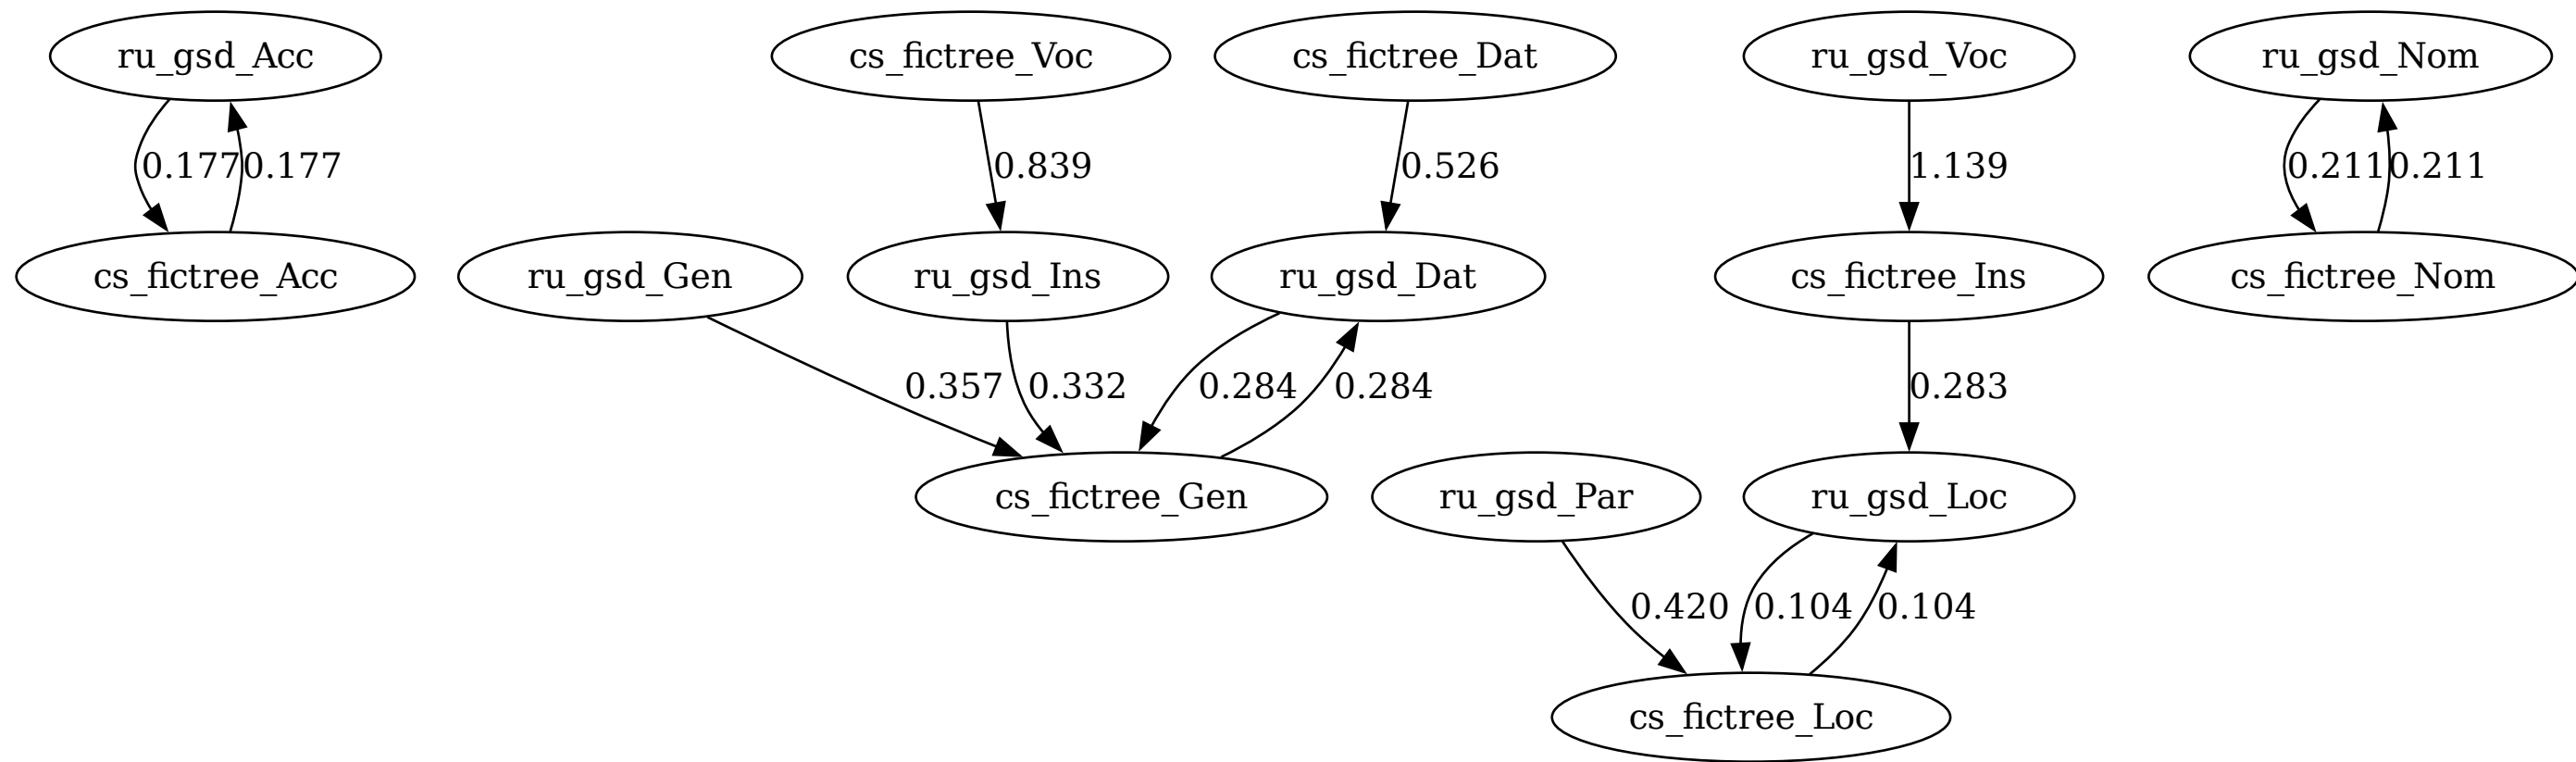 ru_gsd_Acc
cs_fictree_Voc
cs_fictree_Dat
ru_gsd_Voc
ru_gsd_Nom
0.177
0.177
0.839
0.526
1.139
0.211
0.211
cs_fictree_Acc
ru_gsd_Gen
ru_gsd_Ins
ru_gsd_Dat
cs_fictree_Ins
cs_fictree_Nom
0.357
0.332
0.284
0.284
0.283
cs_fictree_Gen
ru_gsd_Par
ru_gsd_Loc
0.420
0.104
0.104
cs_fictree_Loc